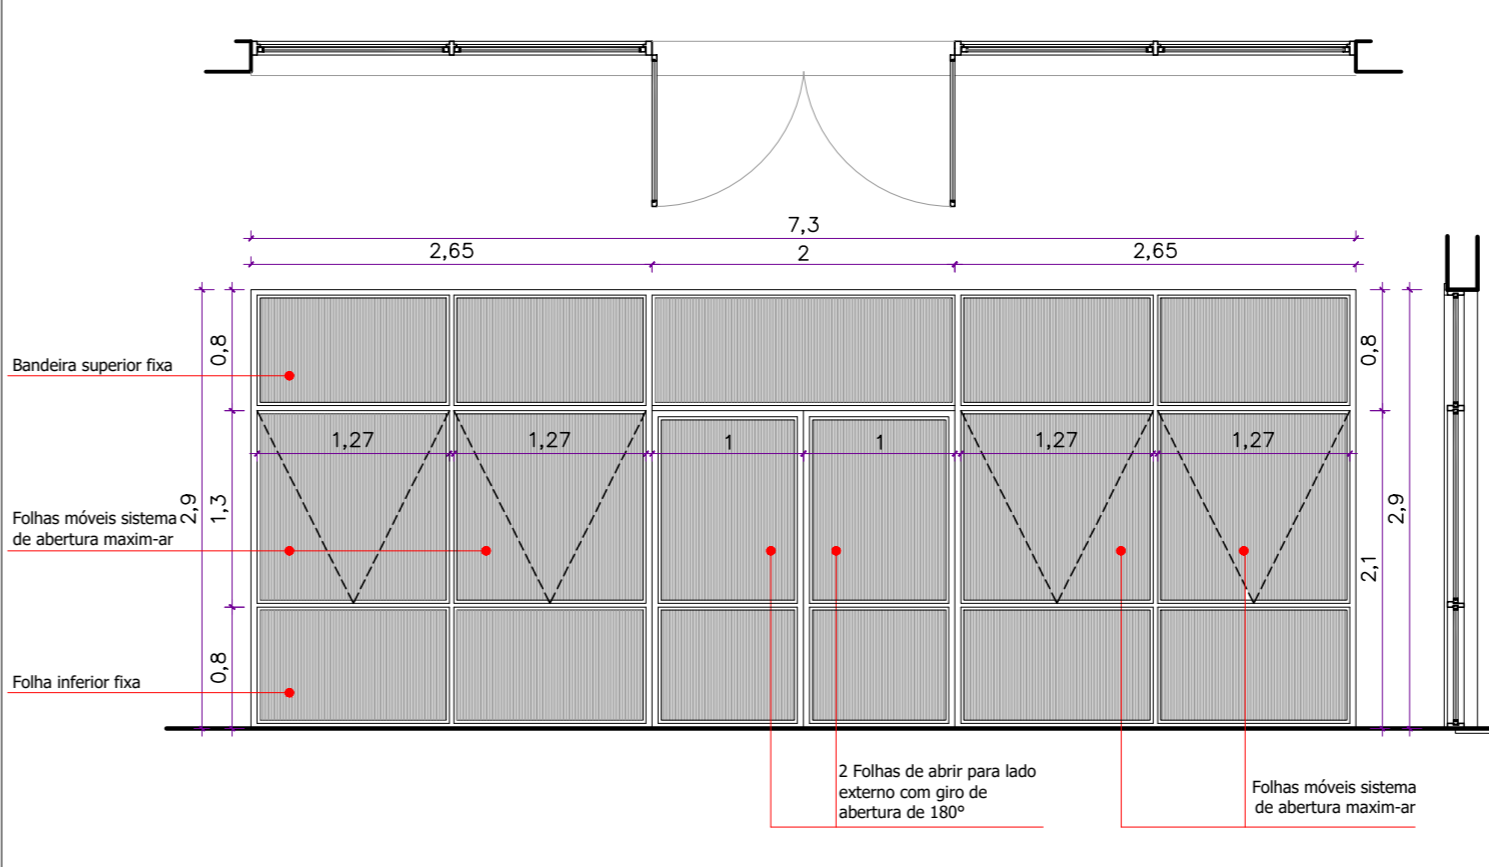 7,3
2,65
2
2,65
0,8
0,8
Bandeira superior fixa
1,27
1,27
1
1
1,27
1,27
2,9
1,3
2,9
Folhas móveis sistema
de abertura maxim-ar
2,1
0,8
Folha inferior fixa
2 Folhas de abrir para lado
externo com giro de
abertura de 180°
Folhas móveis sistema
de abertura maxim-ar